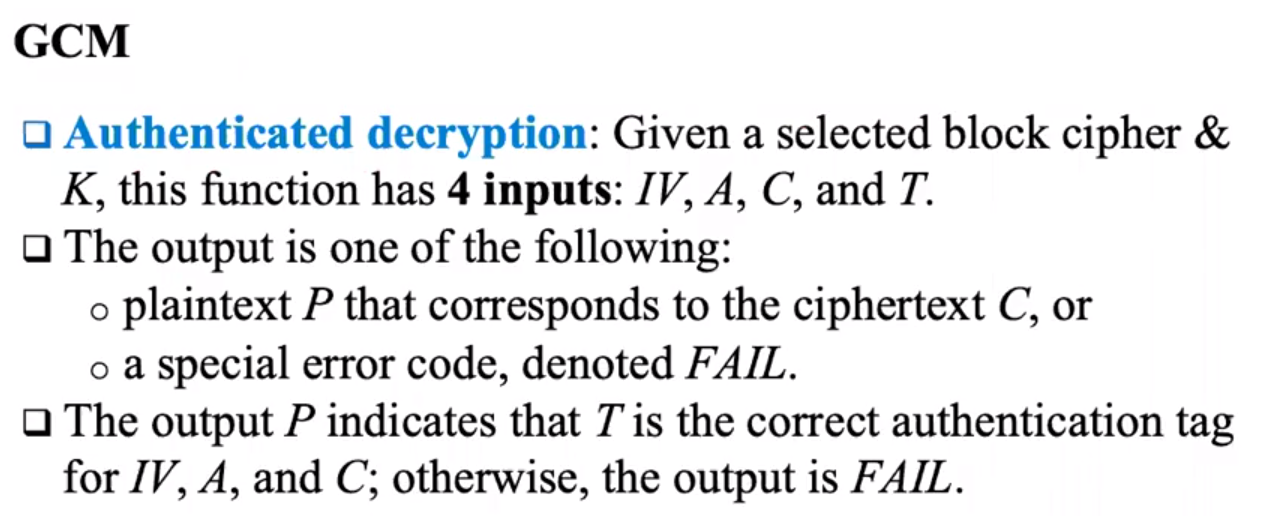 GCM
❑ Authenticated decryption: Given a selected block cipher &
K, this function has 4 inputs: IV, A, C, and T.
❑ The output is one of the following:
o plaintext P that corresponds to the ciphertext C, or
o a special error code, denoted FAIL.
❑ The output P indicates that T is the correct authentication tag
for IV, A, and C; otherwise, the output is FAIL.